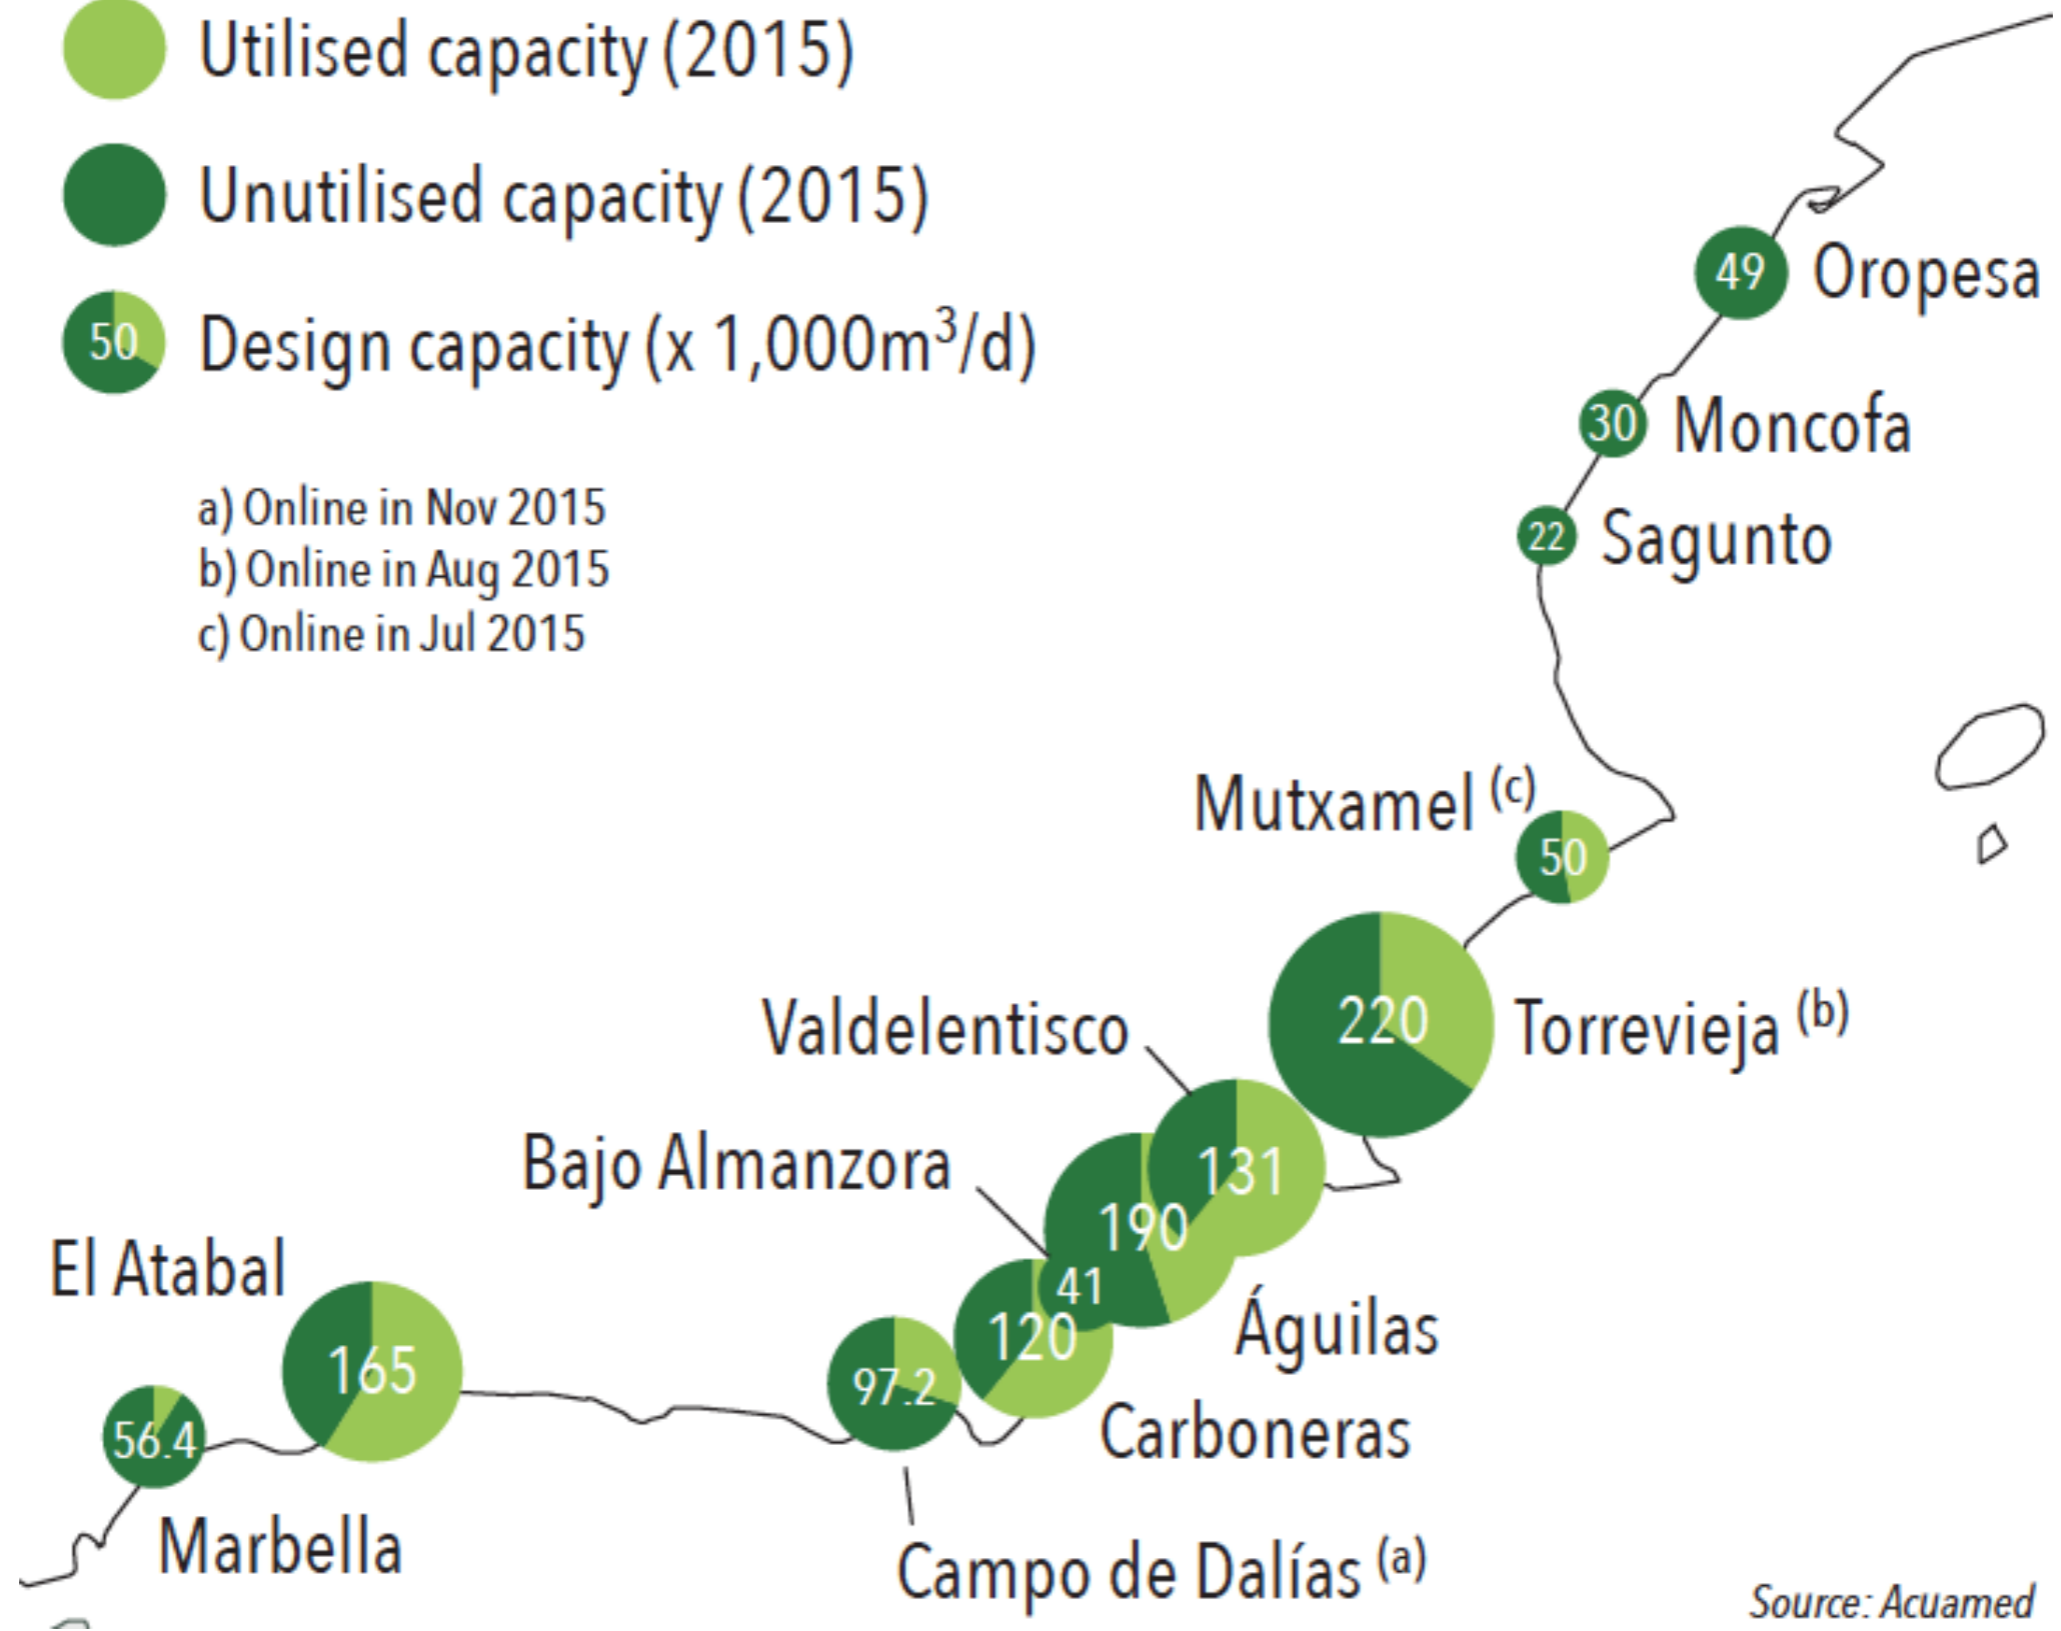 Utilised capacity (2015)
Unutilised capacity (2015)
50 Design capacity (x 1,000m³/d)
a) Online in Nov 2015
b) Online in Aug 2015
c) Online in Jul 2015
49 Oropesa
30 Moncofa
22 Sagunto
Mutxamel (c)
50
220 Torrevieja (b)
Valdelentisco
131
Bajo Almanzora
41
190
Águilas
El Atabal
165
120
Carboneras
97.2
Campo de Dalías (a)
56.4
Marbella
Source: Acuamed